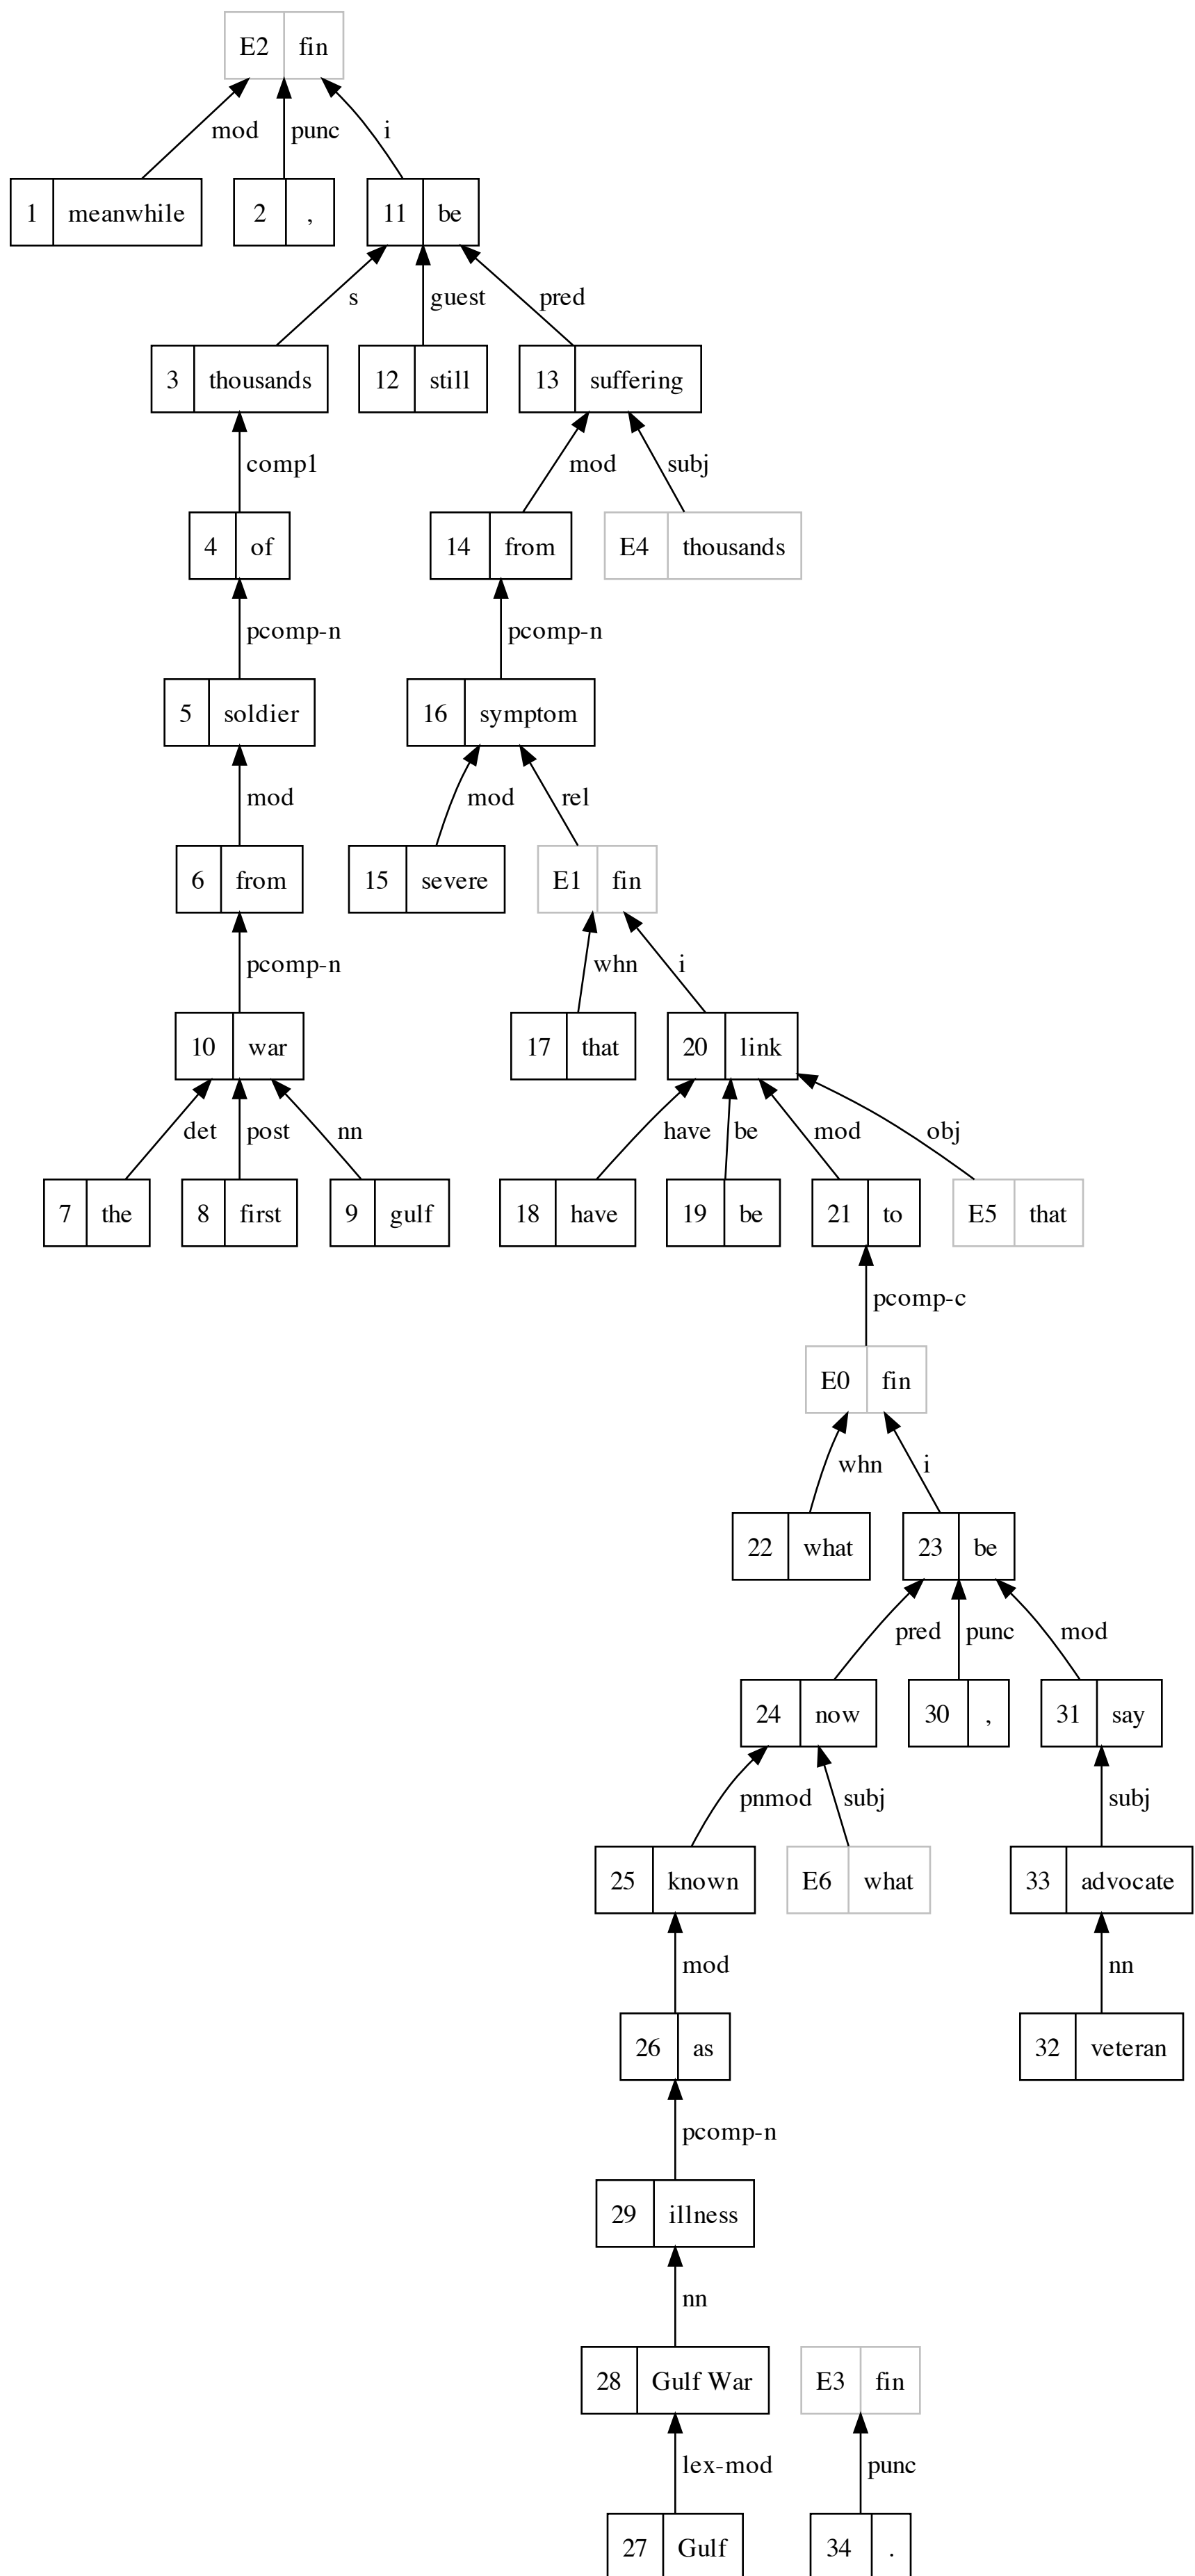 E2 fin
mod punc i
1 meanwhile 2 , 11 be
s guest pred
3 thousands 12 still 13 suffering
comp1 mod subj
4 of 14 from E4 thousands
pcomp-n pcomp-n
5 soldier 16 symptom
mod mod rel
6 from 15 severe E1 fin
pcomp-n whn i
10 war 17 that 20 link
det post nn have be mod obj
7 the 8 first 9 gulf 18 have 19 be 21 to E5 that
pcomp-c
E0 fin
whn i
22 what 23 be
pred punc mod
24 now 30 , 31 say
pnmod subj subj
25 known E6 what 33 advocate
mod nn
26 as 32 veteran
pcomp-n
29 illness
nn
28 Gulf War E3 fin
lex-mod punc
27 Gulf 34 .